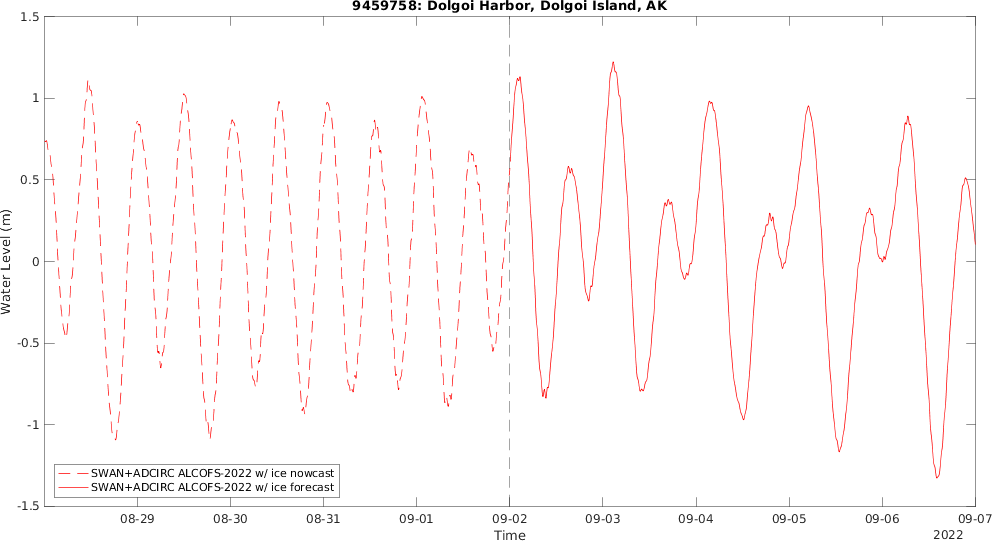 9459758: Dolgoi Harbor, Dolgoi Island, AK
1.5
1
0.5
0
-0.5
-1
-1.5
Water Level (m)
SWAN+ADCIRC ALCOFS-2022 w/ ice nowcast
SWAN+ADCIRC ALCOFS-2022 w/ ice forecast
08-29 08-30 08-31 09-01 09-02 09-03 09-04 09-05 09-06 09-07
Time
2022